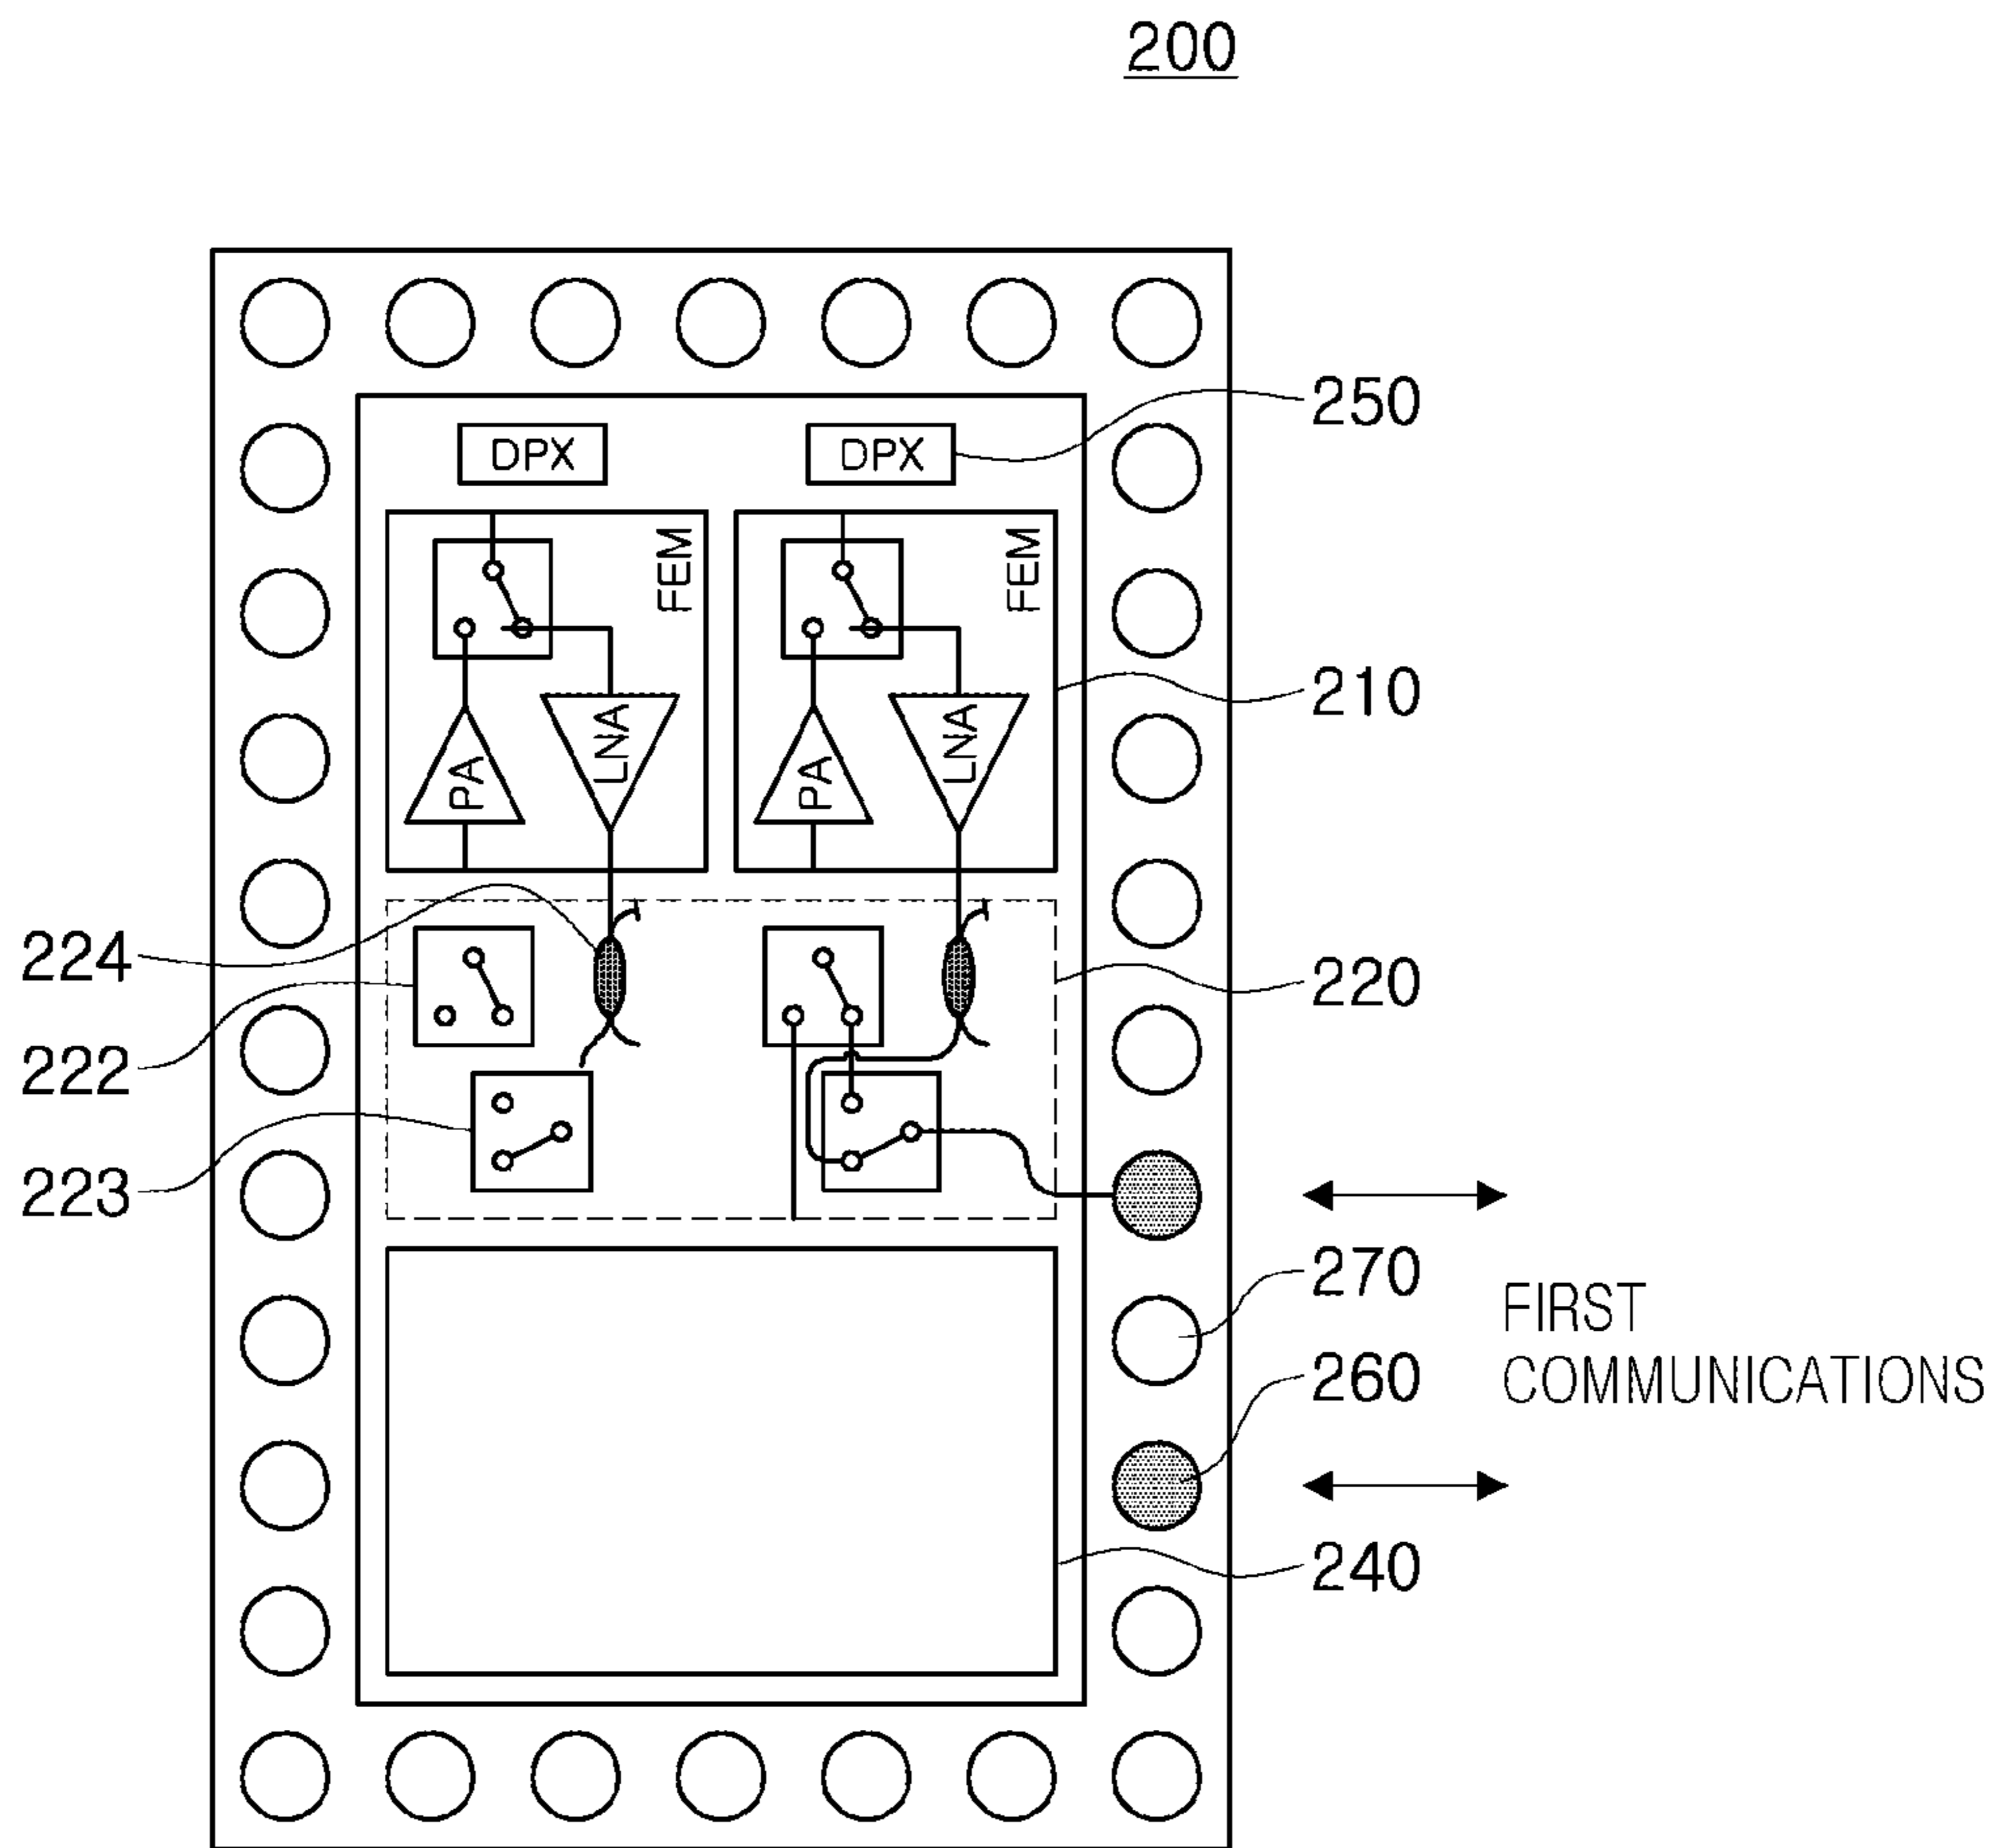 200
250
DPX
DPX
FEM
FEM
210
LNA
LNA
PA
PA
224
220
222
223
270
FIRST
260
COMMUNICATIONS
240